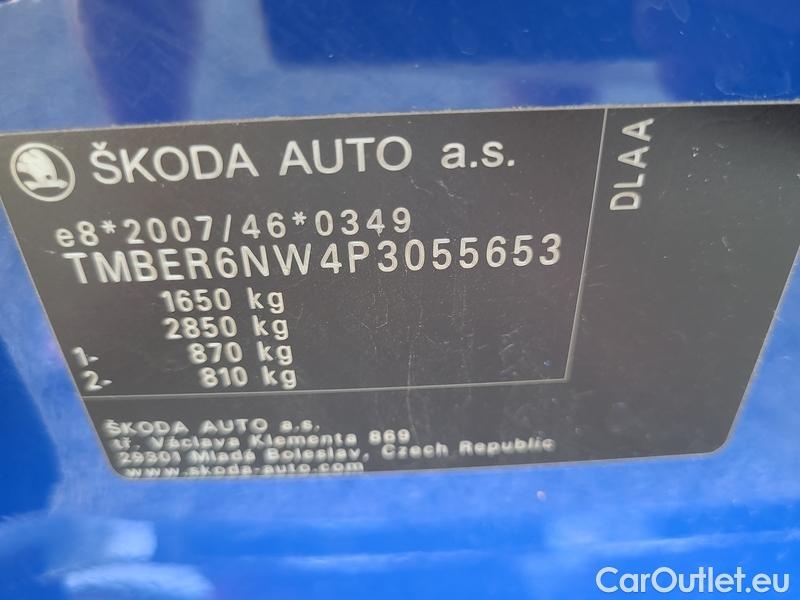 ŠKODA AUTO a.s.
DLAA
e8*2007/46*0349
TMBER6NW4P3055653
1650 kg
2850 kg
1- 870 kg
2- 810 kg
ŠKODA AUTO a.s.
tř. Václava Klementa 869
29301 Mladá Boleslav, Czech Republic
www.skoda-auto.com
CarOutlet.eu